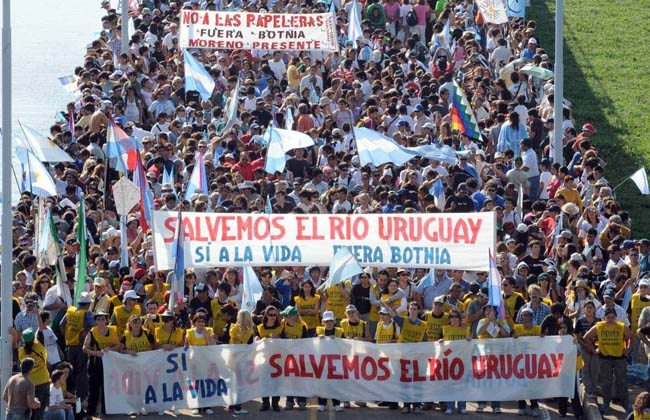 NO A LAS PAPELERAS
FUERA BOTNIA
MORENO PRESENTE
SALVEMOS EL RIO URUGUAY
SI A LA VIDA FUERA BOTNIA
SI
A LA VIDA
SALVEMOS EL RIO URUGUAY